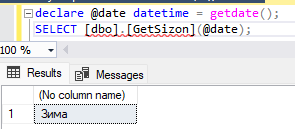 declare @date datetime = getdate();
SELECT [dbo].[GetSizon](@date);
100 %
Results Messages
(No column name)
1 Зима